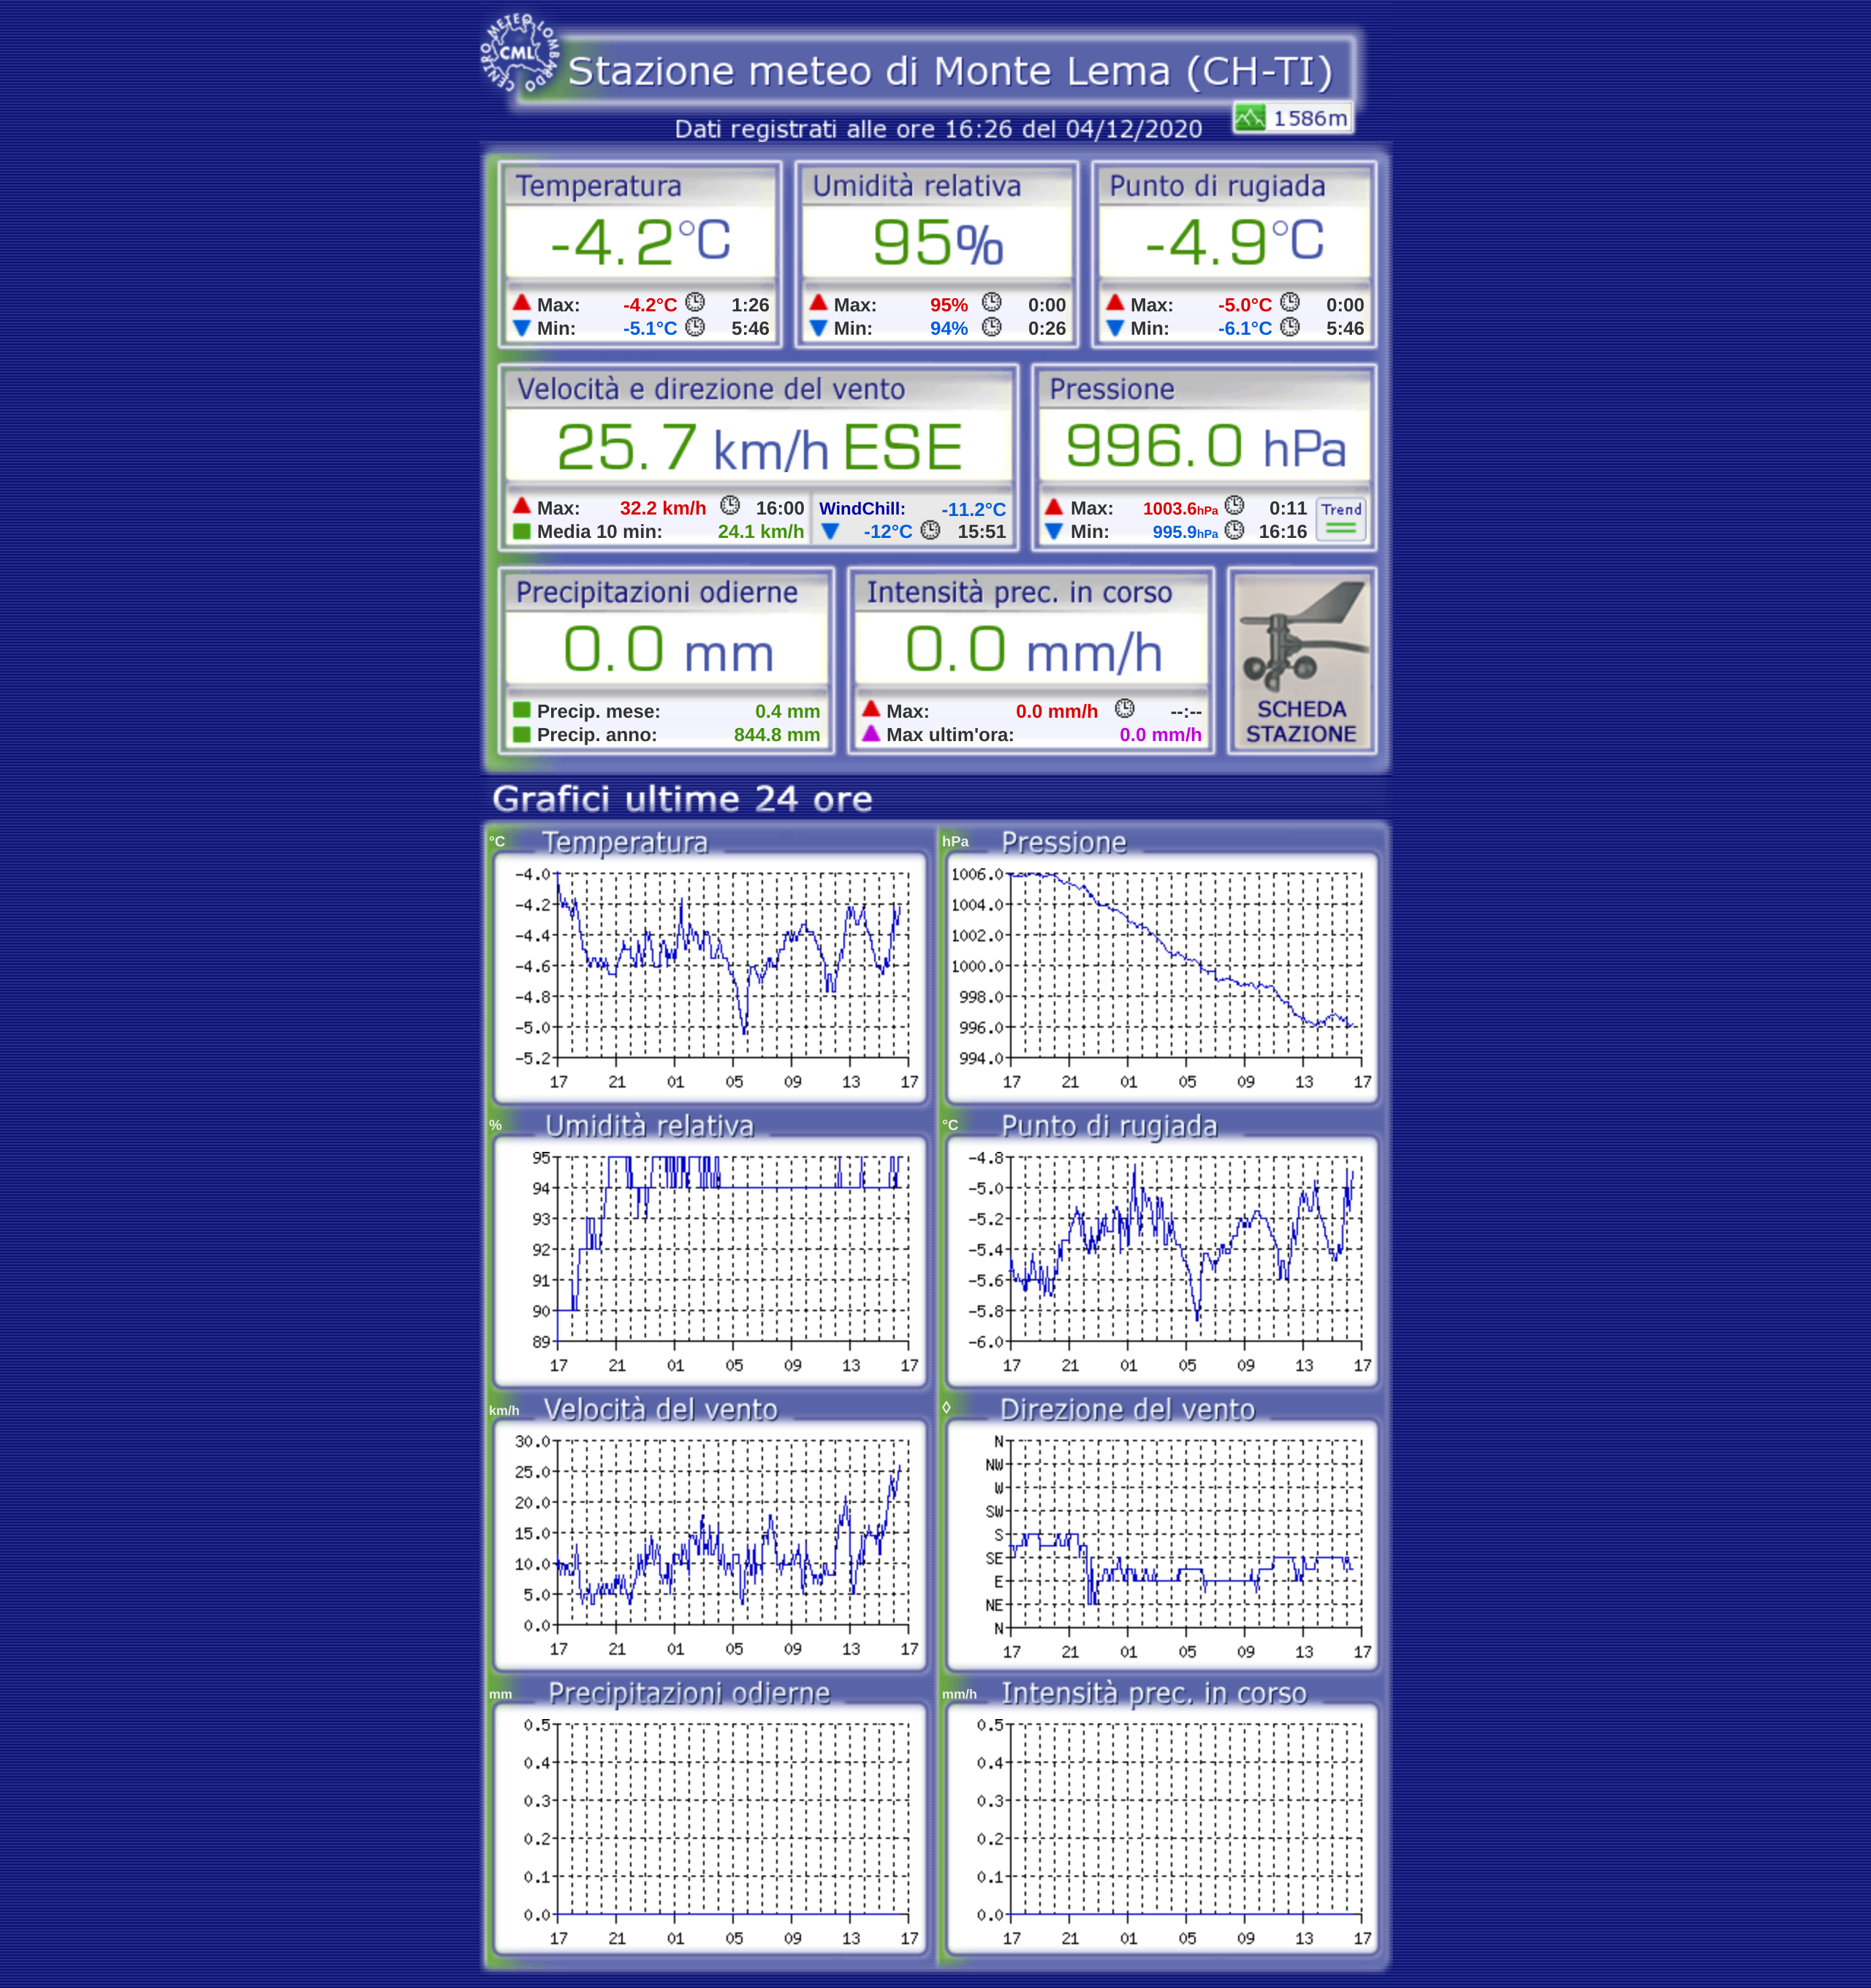 CENTRO METEO LOMBARDO
CML
Stazione meteo di Monte Lema (CH-TI)
1586m
Dati registrati alle ore 16:26 del 04/12/2020
Temperatura Umidità relativa Punto di rugiada
-4.2°C 95% -4.9°C
Max: -4.2°C 1:26 Max: 95% 0:00 Max: -5.0°C 0:00
Min: -5.1°C 5:46 Min: 94% 0:26 Min: -6.1°C 5:46
Velocità e direzione del vento Pressione
25.7 km/h ESE 996.0 hPa
Max: 32.2 km/h 16:00 WindChill: -11.2°C Max: 1003.6hPa 0:11 Trend
Media 10 min: 24.1 km/h -12°C 15:51 Min: 995.9hPa 16:16
Precipitazioni odierne Intensità prec. in corso
0.0 mm 0.0 mm/h
Precip. mese: 0.4 mm Max: 0.0 mm/h --:-- SCHEDA
Precip. anno: 844.8 mm Max ultim'ora: 0.0 mm/h STAZIONE
Grafici ultime 24 ore
°C Temperatura
-4.0
-4.2
-4.4
-4.6
-4.8
-5.0
-5.2
17 21 01 05 09 13 17
hPa Pressione
1006.0
1004.0
1002.0
1000.0
998.0
996.0
994.0
17 21 01 05 09 13 17
% Umidità relativa
95
94
93
92
91
90
89
17 21 01 05 09 13 17
°C Punto di rugiada
-4.8
-5.0
-5.2
-5.4
-5.6
-5.8
-6.0
17 21 01 05 09 13 17
km/h Velocità del vento
30.0
25.0
20.0
15.0
10.0
5.0
0.0
17 21 01 05 09 13 17
◊ Direzione del vento
N
NW
W
SW
S
SE
E
NE
N
17 21 01 05 09 13 17
mm Precipitazioni odierne
0.5
0.4
0.3
0.2
0.1
0.0
17 21 01 05 09 13 17
mm/h Intensità prec. in corso
0.5
0.4
0.3
0.2
0.1
0.0
17 21 01 05 09 13 17